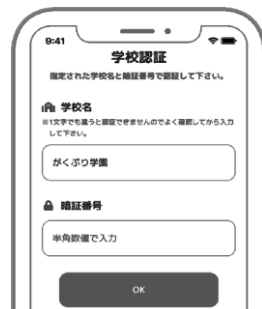 9:41
学校認証
指定された学校名と暗証番号で認証して下さい。
学校名
※1文字でも違うと認証できませんのでよく確認してから入力
して下さい。
がくぷり学園
暗証番号
半角数値で入力
OK